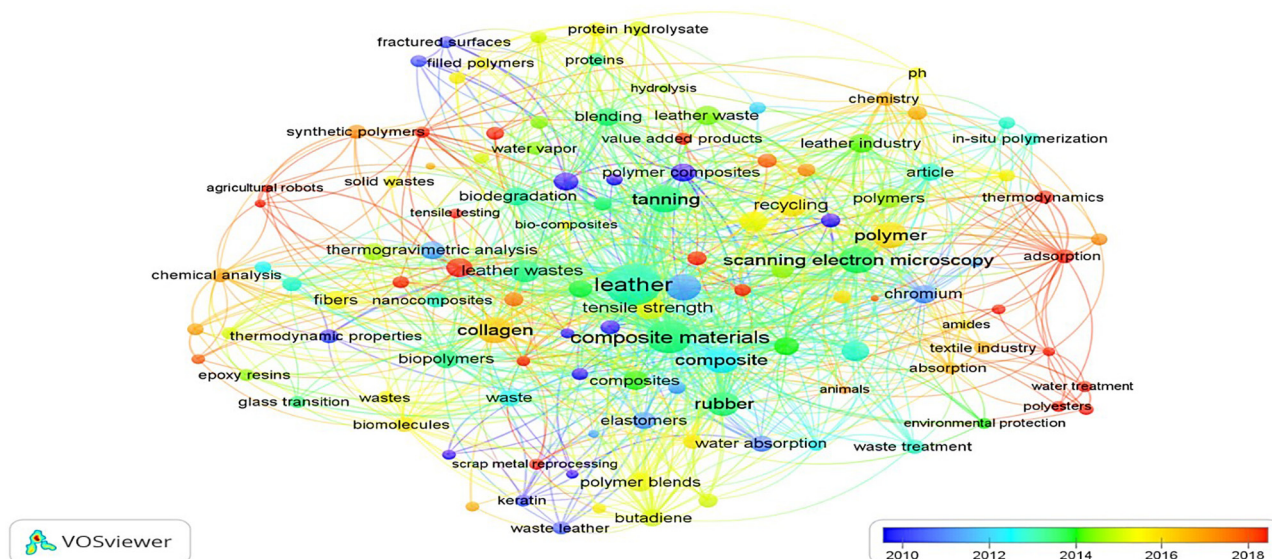 protein hydrolysate
fractured surfaces
filled polymers
proteins
ph
hydrolysis
chemistry
blending
leather waste
synthetic polymers
value added products
in-situ polymerization
leather industry
water vapor
polymer composites
article
solid wastes
agricultural robots
biodegradation
tanning
recycling
polymers
thermodynamics
tensile testing
bio-composites
polymer
thermogravimetric analysis
adsorption
scanning electron microscopy
chemical analysis
leather wastes
leather
chromium
fibers
nanocomposites
tensile strength
amides
collagen
thermodynamic properties
composite materials
textile industry
biopolymers
composite
absorption
epoxy resins
composites
water treatment
animals
wastes
waste
glass transition
rubber
polyesters
biomolecules
elastomers
environmental protection
water absorption
waste treatment
scrap metal reprocessing
polymer blends
keratin
butadiene
waste leather
VOSviewer
2010 2012 2014 2016 2018